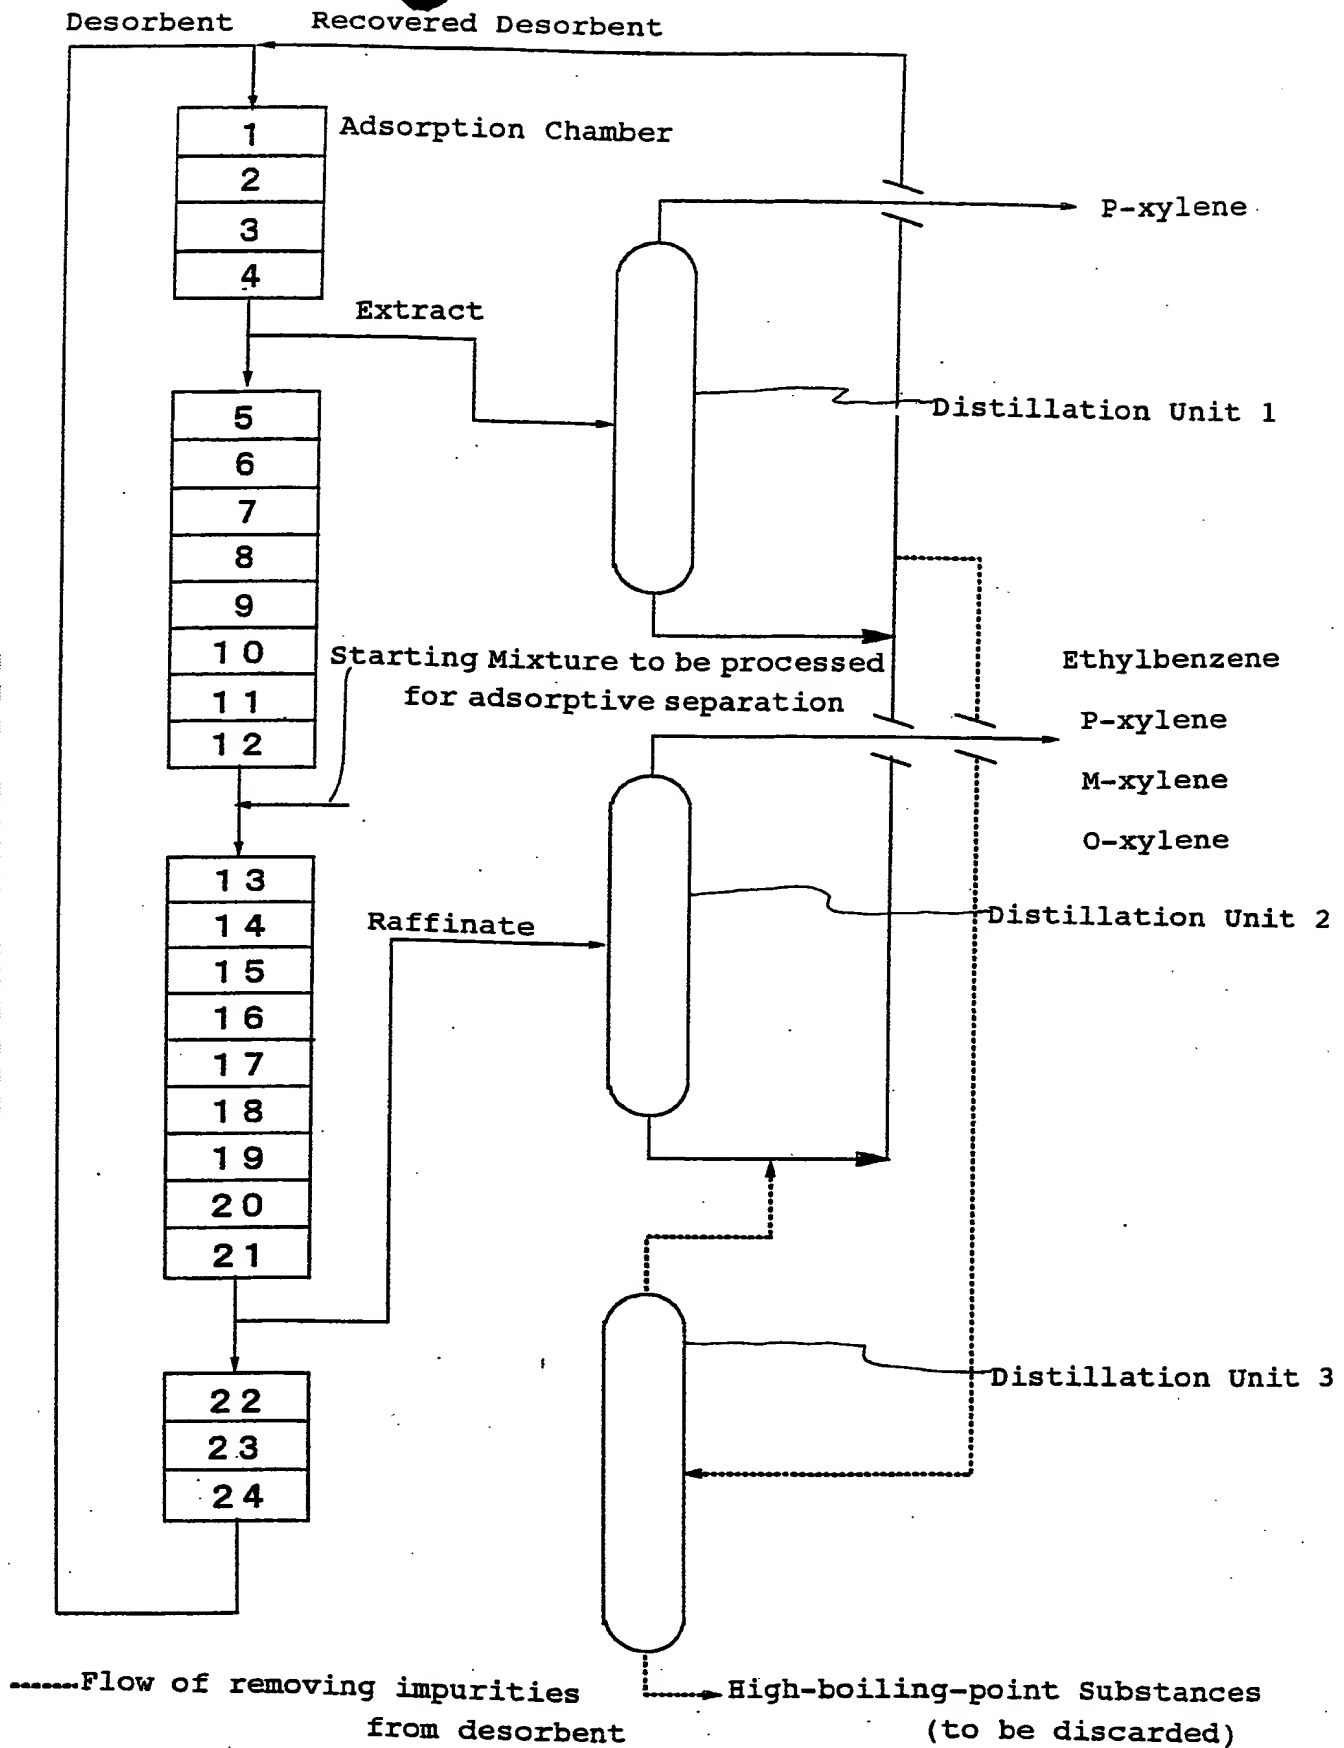 Desorbent Recovered Desorbent
1 Adsorption Chamber
2
3
4
P-xylene
Extract
5
6
7
8
9
10
11
12
Distillation Unit 1
Starting Mixture to be processed
for adsorptive separation
Ethylbenzene
P-xylene
M-xylene
O-xylene
13
14
15
16
17
18
19
20
21
Raffinate
Distillation Unit 2
22
23
24
Distillation Unit 3
Flow of removing impurities
from desorbent
High-boiling-point Substances
(to be discarded)